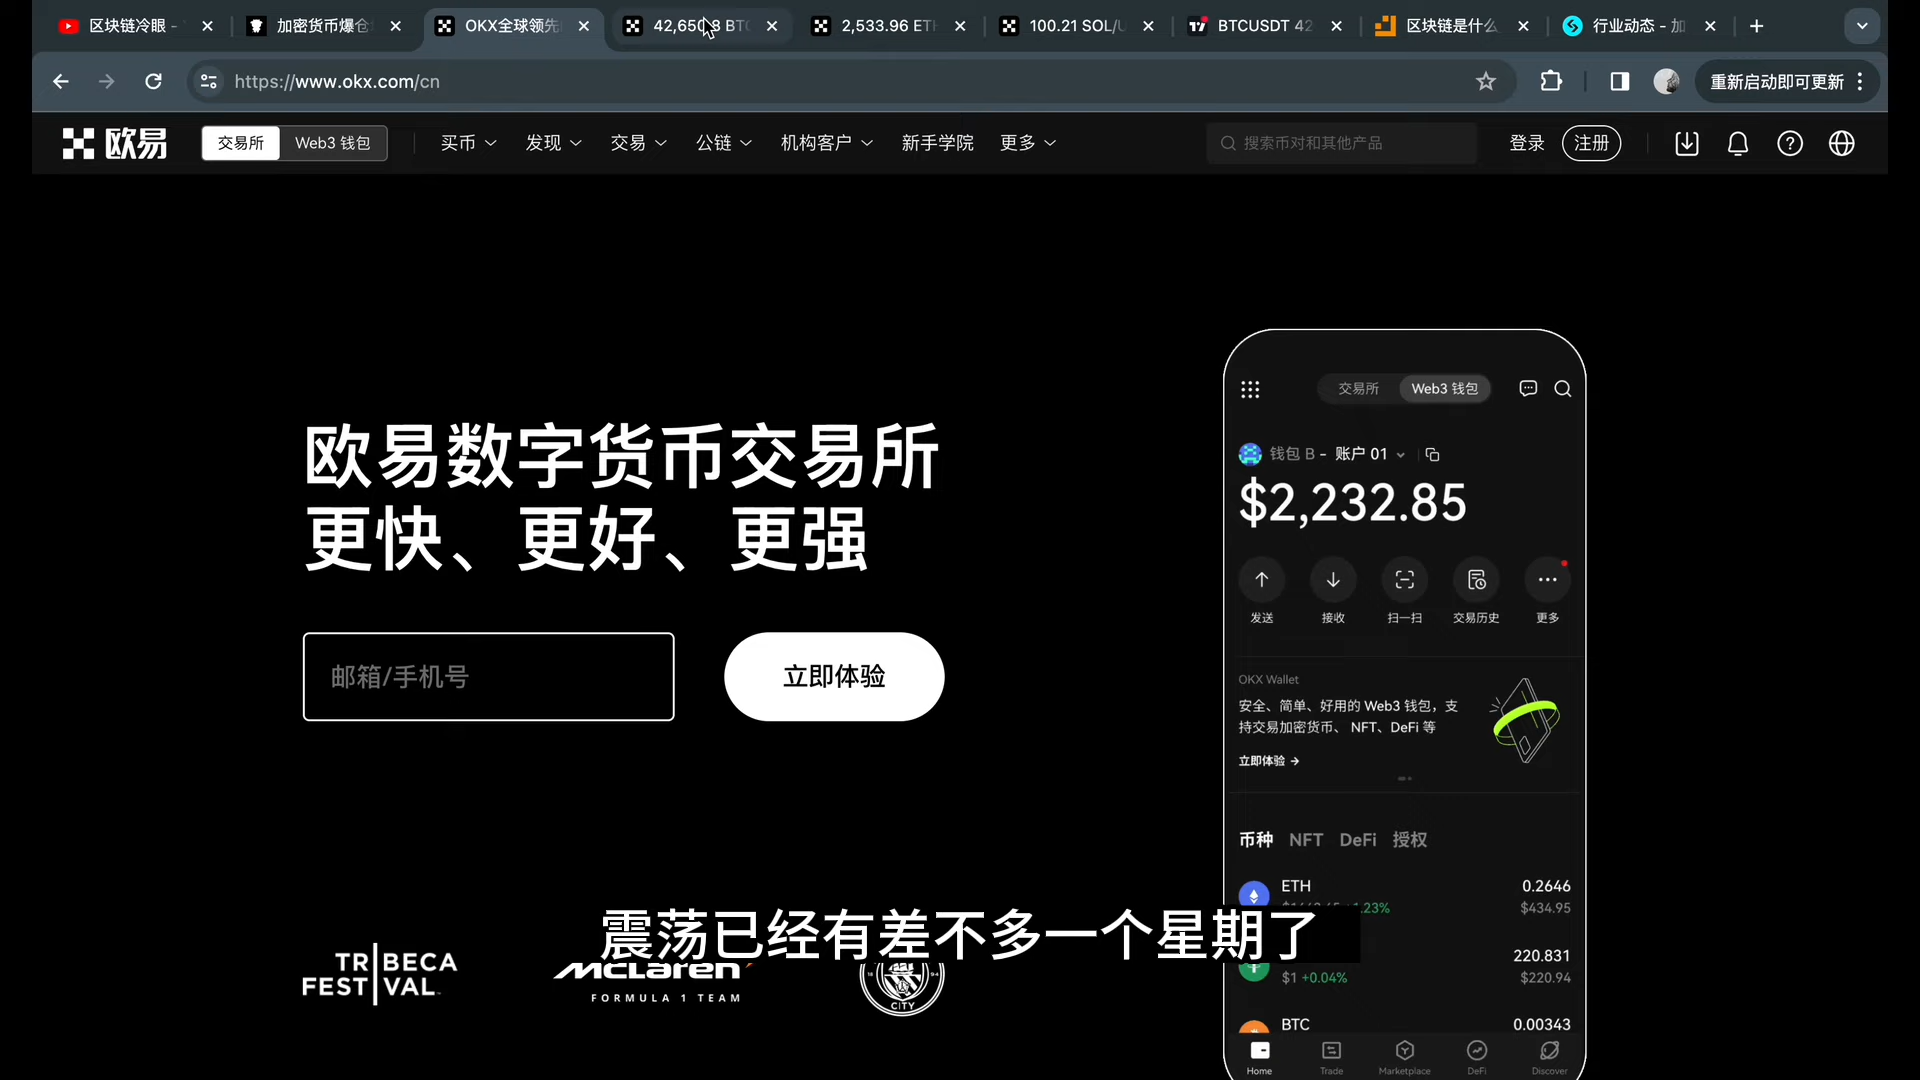 区块链冷眼 -
加密货币爆仓
OKX全球领先
42,650.8 BTC
2,533.96 ETH
100.21 SOL/U
BTCUSDT 42
区块链是什么
行业动态 - 加
https://www.okx.com/cn
重新启动即可更新
欧易
交易所
Web3 钱包
买币
发现
交易
公链
机构客户
新手学院
更多
搜索币对和其他产品
登录
注册
欧易数字货币交易所
更快、更好、更强
邮箱/手机号
立即体验
TRIBECA
FESTIVAL
McLaren
FORMULA 1 TEAM
CITY
交易所
Web3 钱包
钱包 B - 账户 01
$2,232.85
发送
接收
扫一扫
交易历史
更多
OKX Wallet
安全、简单、好用的 Web3 钱包，支
持交易加密货币、 NFT、DeFi 等
立即体验
币种
NFT
DeFi
授权
ETH
0.2646
.23%
$434.95
220.831
$1 +0.04%
$220.94
BTC
0.00343
Home
Trade
Marketplace
DeFi
Discover
震荡已经有差不多一个星期了